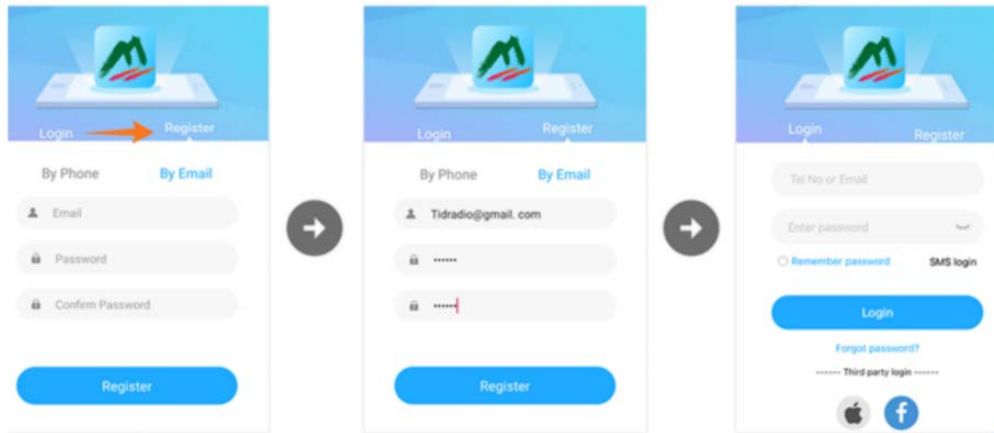 Login
Register
By Phone
By Email
Email
Password
Confirm Password
Register
Login
Register
By Phone
By Email
Tidradio@gmail. com
••••••
••••••
Register
Login
Register
Tel No or Email
Enter password
Remember password
SMS login
Login
Forgot password?
------ Third party login ------